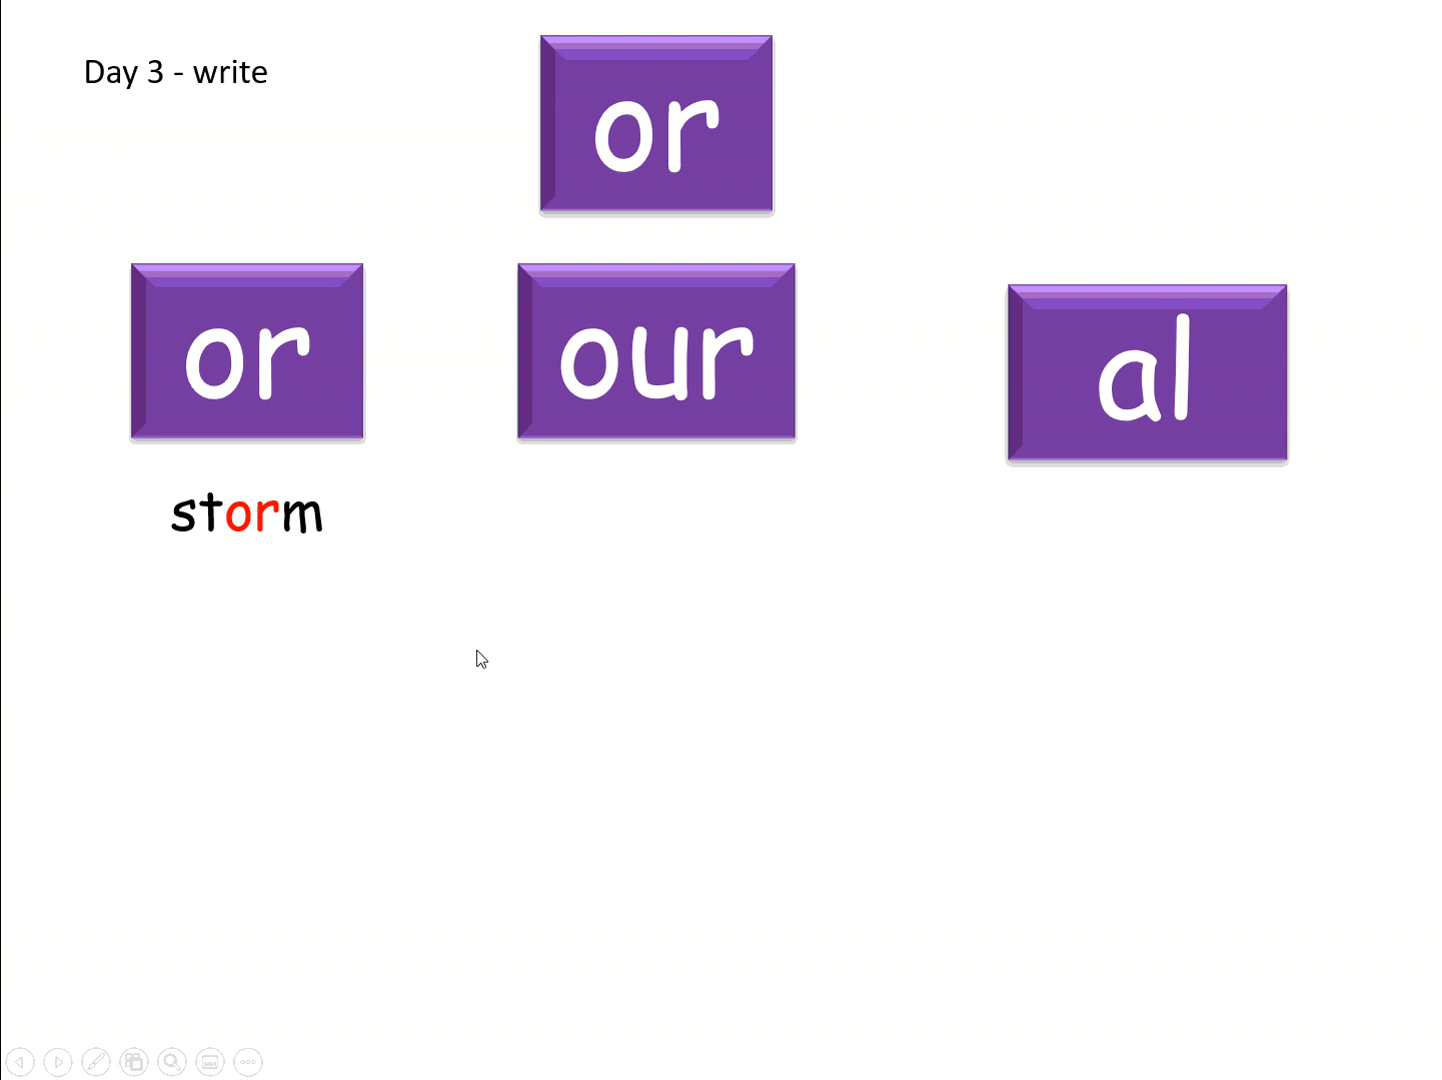 Day 3 - write
or
or
our
al
storm